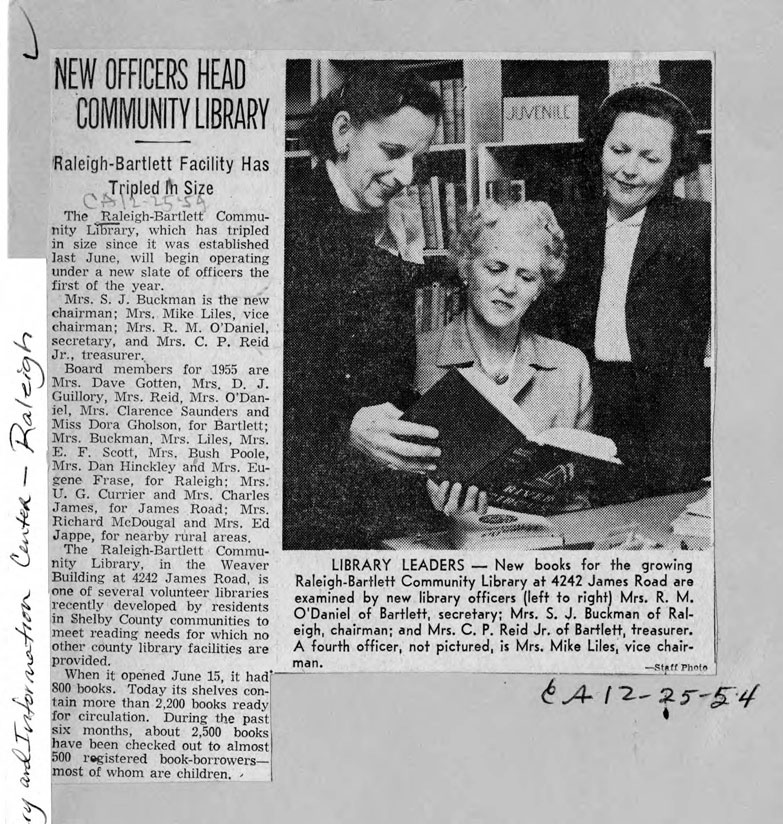 NEW OFFICERS HEAD
COMMUNITY LIBRARY
Raleigh-Bartlett Facility Has
Tripled in Size
CA 12-25-54
The Raleigh-Bartlett Commu-
nity Library, which has tripled
in size since it was established
last June, will begin operating
under a new slate of officers the
first of the year.
Mrs. S. J. Buckman is the new
chairman; Mrs. Mike Liles, vice
chairman; Mrs. R. M. O'Daniel,
secretary, and Mrs. C. P. Reid
Jr., treasurer.
Board members for 1955 are
Mrs. Dave Gotten, Mrs. D. J.
Guillory, Mrs. Reid, Mrs. O'Dan-
iel, Mrs. Clarence Saunders and
Miss Dora Gholson, for Bartlett;
Mrs. Buckman, Mrs. Liles, Mrs.
E. F. Scott, Mrs. Bush Poole,
Mrs. Dan Hinckley and Mrs. Eu-
gene Frase, for Raleigh; Mrs.
U. G. Currier and Mrs. Charles
James, for James Road; Mrs.
Richard McDougal and Mrs. Ed
Jappe, for nearby rural areas.
The Raleigh-Bartlett Commu-
nity Library, in the Weaver
Building at 4242 James Road, is
one of several volunteer libraries
recently developed by residents
in Shelby County communities to
meet reading needs for which no
other county library facilities are
provided.
When it opened June 15, it had
800 books. Today its shelves con-
tain more than 2,200 books ready
for circulation. During the past
six months, about 2,500 books
have been checked out to almost
500 registered book-borrowers—
most of whom are children.
JUVENILE
RIVER
LIBRARY LEADERS — New books for the growing
Raleigh-Bartlett Community Library at 4242 James Road are
examined by new library officers (left to right) Mrs. R. M.
O'Daniel of Bartlett, secretary; Mrs. S. J. Buckman of Ral-
eigh, chairman; and Mrs. C. P. Reid Jr. of Bartlett, treasurer.
A fourth officer, not pictured, is Mrs. Mike Liles, vice chair-
man.
—Staff Photo
CA 12-25-54
ry and Information Center — Raleigh